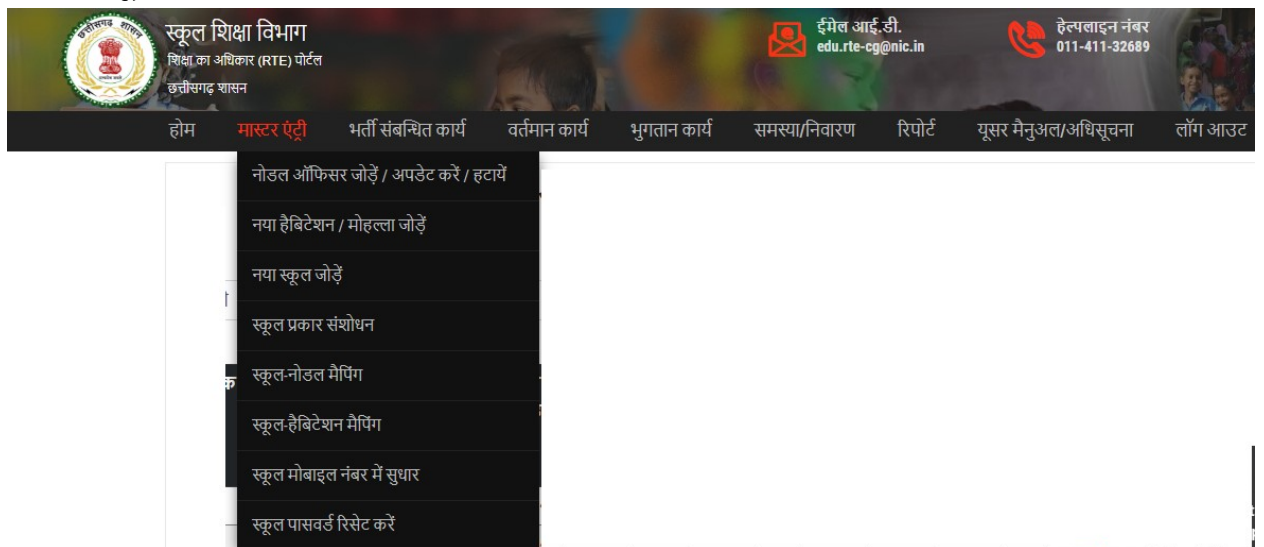 स्कूल शिक्षा विभाग
शिक्षा का अधिकार (RTE) पोर्टल
छत्तीसगढ़ शासन
ईमेल आई.डी.
edu.rte-cg@nic.in
हेल्पलाइन नंबर
011-411-32689
होम मास्टर एंट्री भर्ती संबन्धित कार्य वर्तमान कार्य भुगतान कार्य समस्या/निवारण रिपोर्ट यूसर मैनुअल/अधिसूचना लॉग आउट
नोडल ऑफिसर जोड़ें / अपडेट करें / हटायें
नया हैबिटेशन / मोहल्ला जोड़ें
नया स्कूल जोड़ें
स्कूल प्रकार संशोधन
स्कूल-नोडल मैपिंग
स्कूल-हैबिटेशन मैपिंग
स्कूल मोबाइल नंबर में सुधार
स्कूल पासवर्ड रिसेट करें